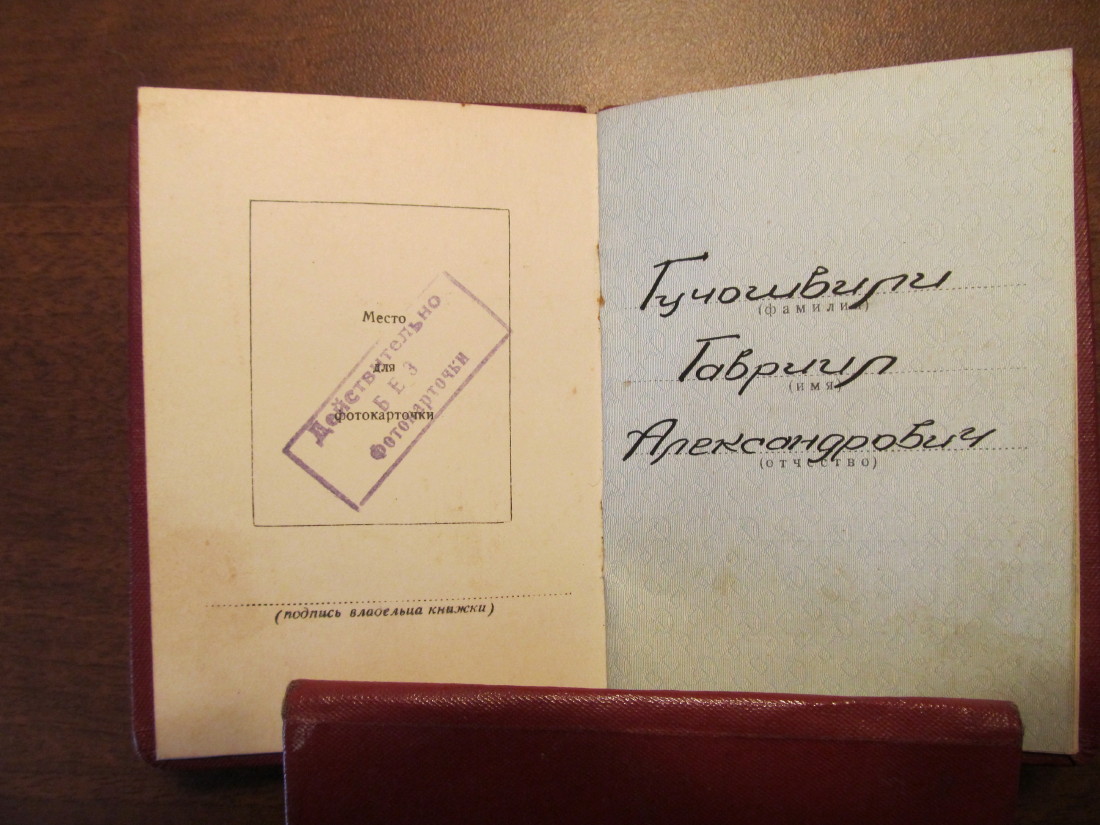 Место
для
фотокарточки
Действительно
БЕЗ
Фотокарточки
(подпись владельца книжки)
Гучошвили
(фамилия)
Гавриил
(имя)
Александрович
(отчество)